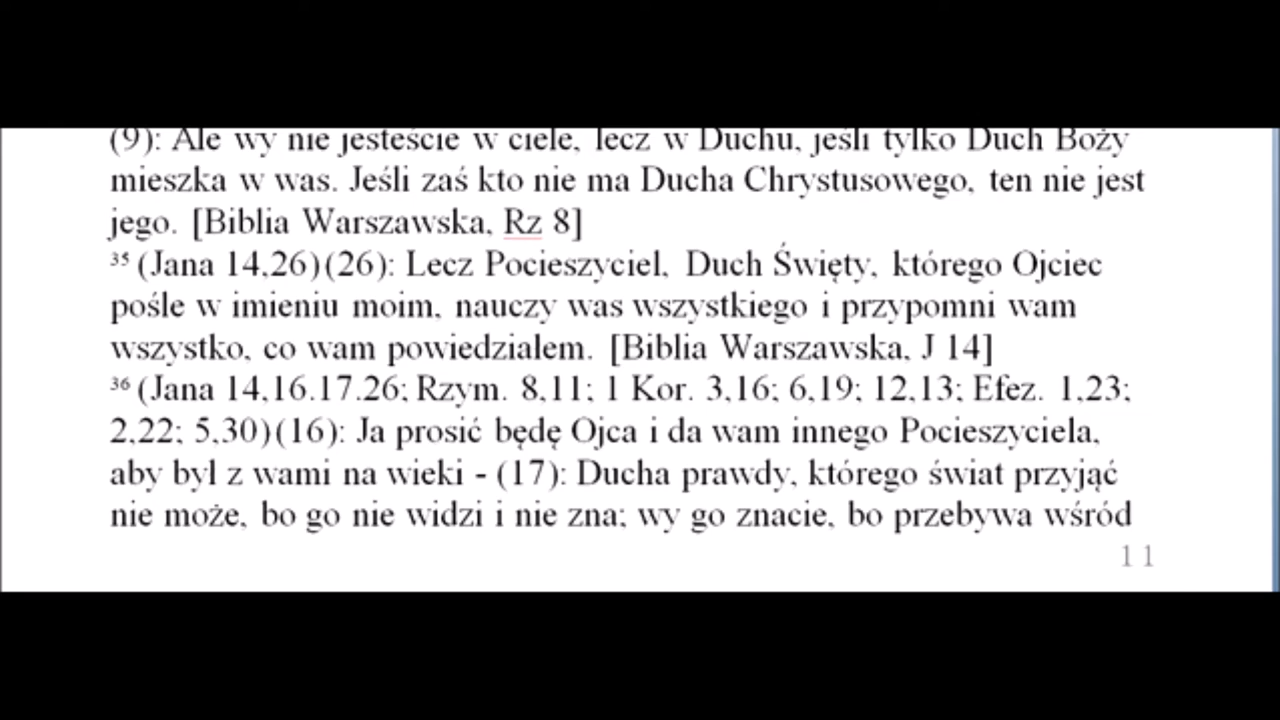 (9): Ale wy nie jesteście w ciele, lecz w Duchu, jeśli tylko Duch Boży
mieszka w was. Jeśli zaś kto nie ma Ducha Chrystusowego, ten nie jest
jego. [Biblia Warszawska, Rz 8]
³⁵ (Jana 14,26)(26): Lecz Pocieszyciel, Duch Święty, którego Ojciec
pośle w imieniu moim, nauczy was wszystkiego i przypomni wam
wszystko, co wam powiedziałem. [Biblia Warszawska, J 14]
³⁶ (Jana 14,16.17.26; Rzym. 8,11; 1 Kor. 3,16; 6,19; 12,13; Efez. 1,23;
2,22; 5,30)(16): Ja prosić będę Ojca i da wam innego Pocieszyciela,
aby był z wami na wieki - (17): Ducha prawdy, którego świat przyjąć
nie może, bo go nie widzi i nie zna; wy go znacie, bo przebywa wśród
11